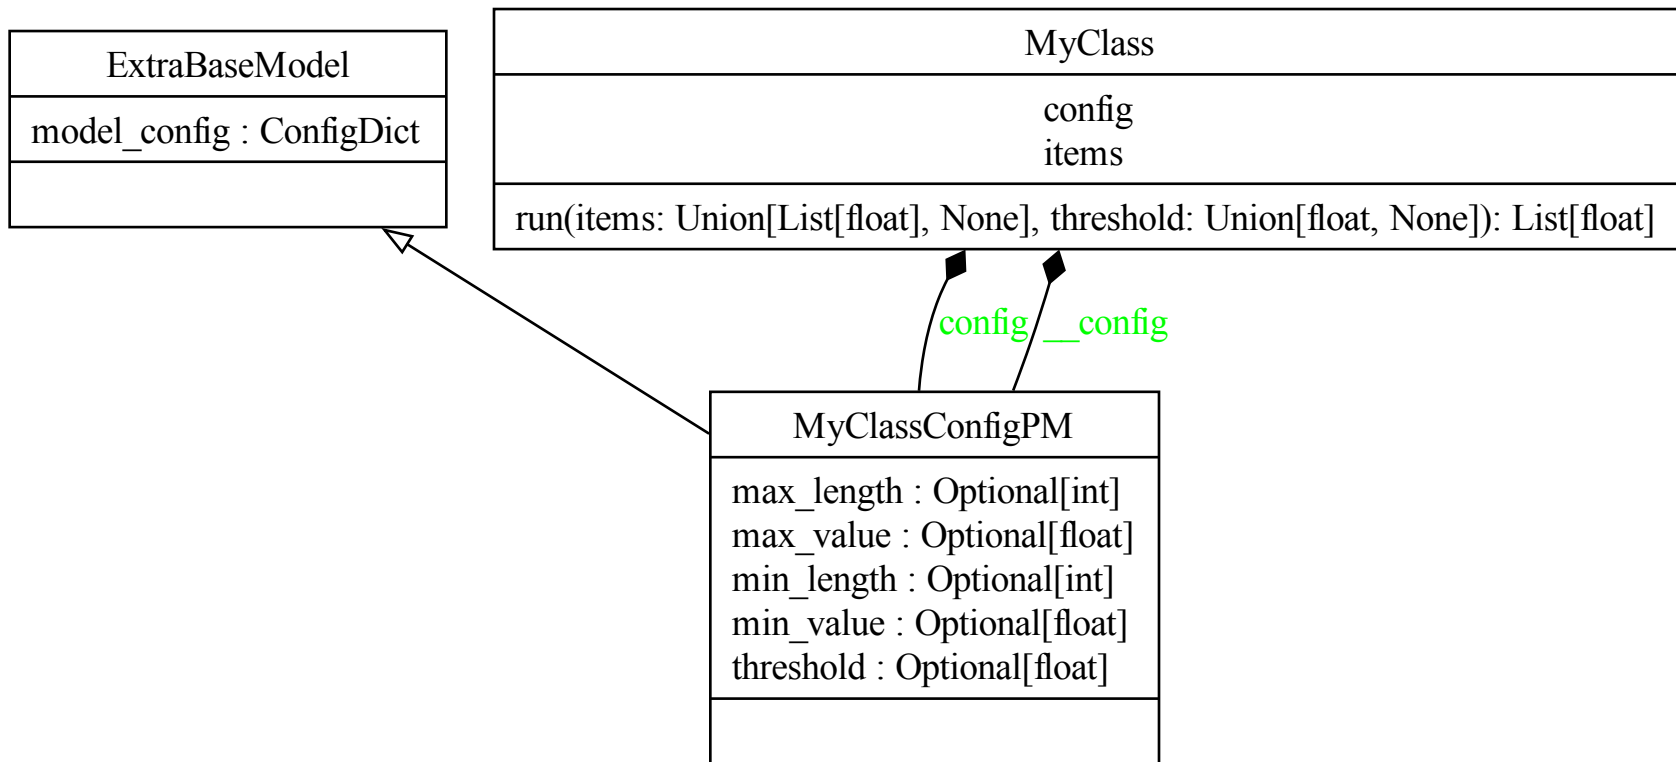 ExtraBaseModel
model_config : ConfigDict
MyClass
config
items
run(items: Union[List[float], None], threshold: Union[float, None]): List[float]
config
__config
MyClassConfigPM
max_length : Optional[int]
max_value : Optional[float]
min_length : Optional[int]
min_value : Optional[float]
threshold : Optional[float]